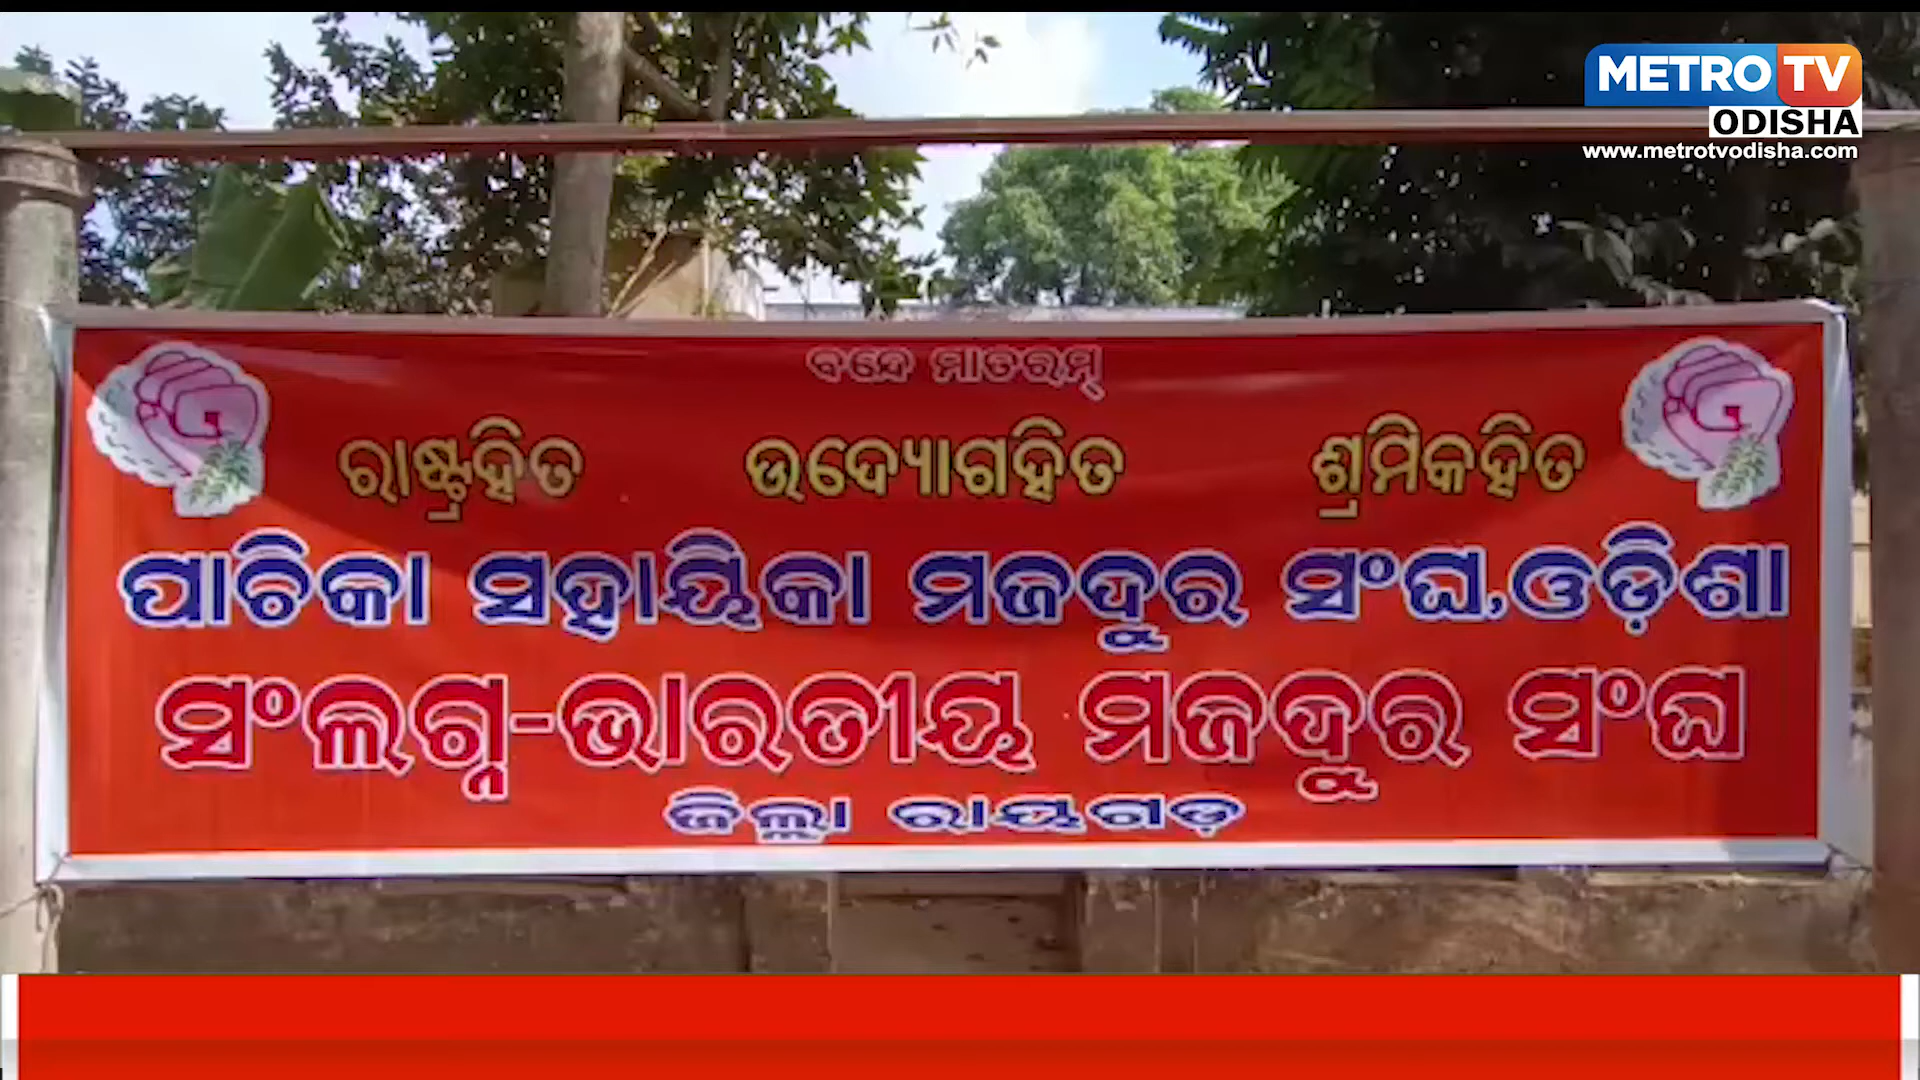 METRO TV
ODISHA
www.metrotvodisha.com
ବନ୍ଦେ ମାତରମ୍
ରାଷ୍ଟ୍ରହିତ ଉଦ୍ୟୋଗହିତ ଶ୍ରମିକହିତ
ପାଚିକା ସହାୟିକା ମଜଦୁର ସଂଘ,ଓଡ଼ିଶା
ସଂଲଗ୍ନ-ଭାରତୀୟ ମଜଦୁର ସଂଘ
ଜିଲ୍ଲା ରାୟଗଡ଼